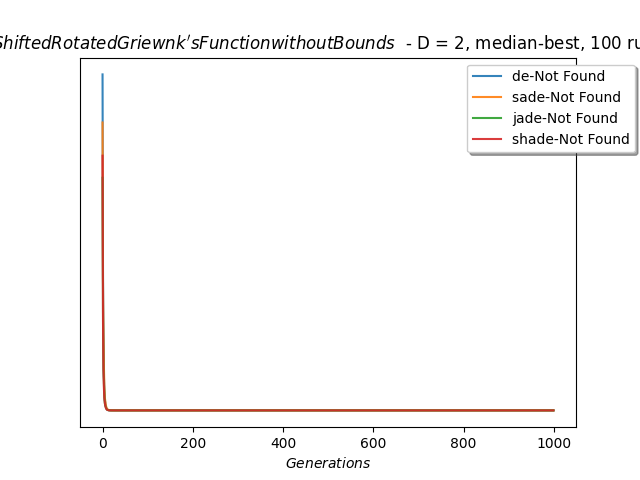 ShiftedRotatedGriewnk'sFunctionwithoutBounds - D = 2, median-best, 100 ru
de-Not Found
sade-Not Found
jade-Not Found
shade-Not Found
0 200 400 600 800 1000
Generations